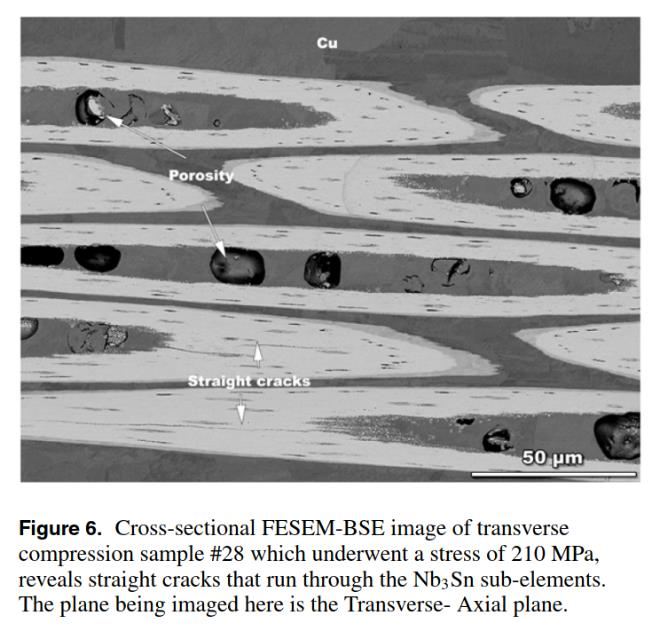 Cu
Porosity
Straight cracks
50 µm
Figure 6. Cross-sectional FESEM-BSE image of transverse
compression sample #28 which underwent a stress of 210 MPa,
reveals straight cracks that run through the Nb₃Sn sub-elements.
The plane being imaged here is the Transverse- Axial plane.